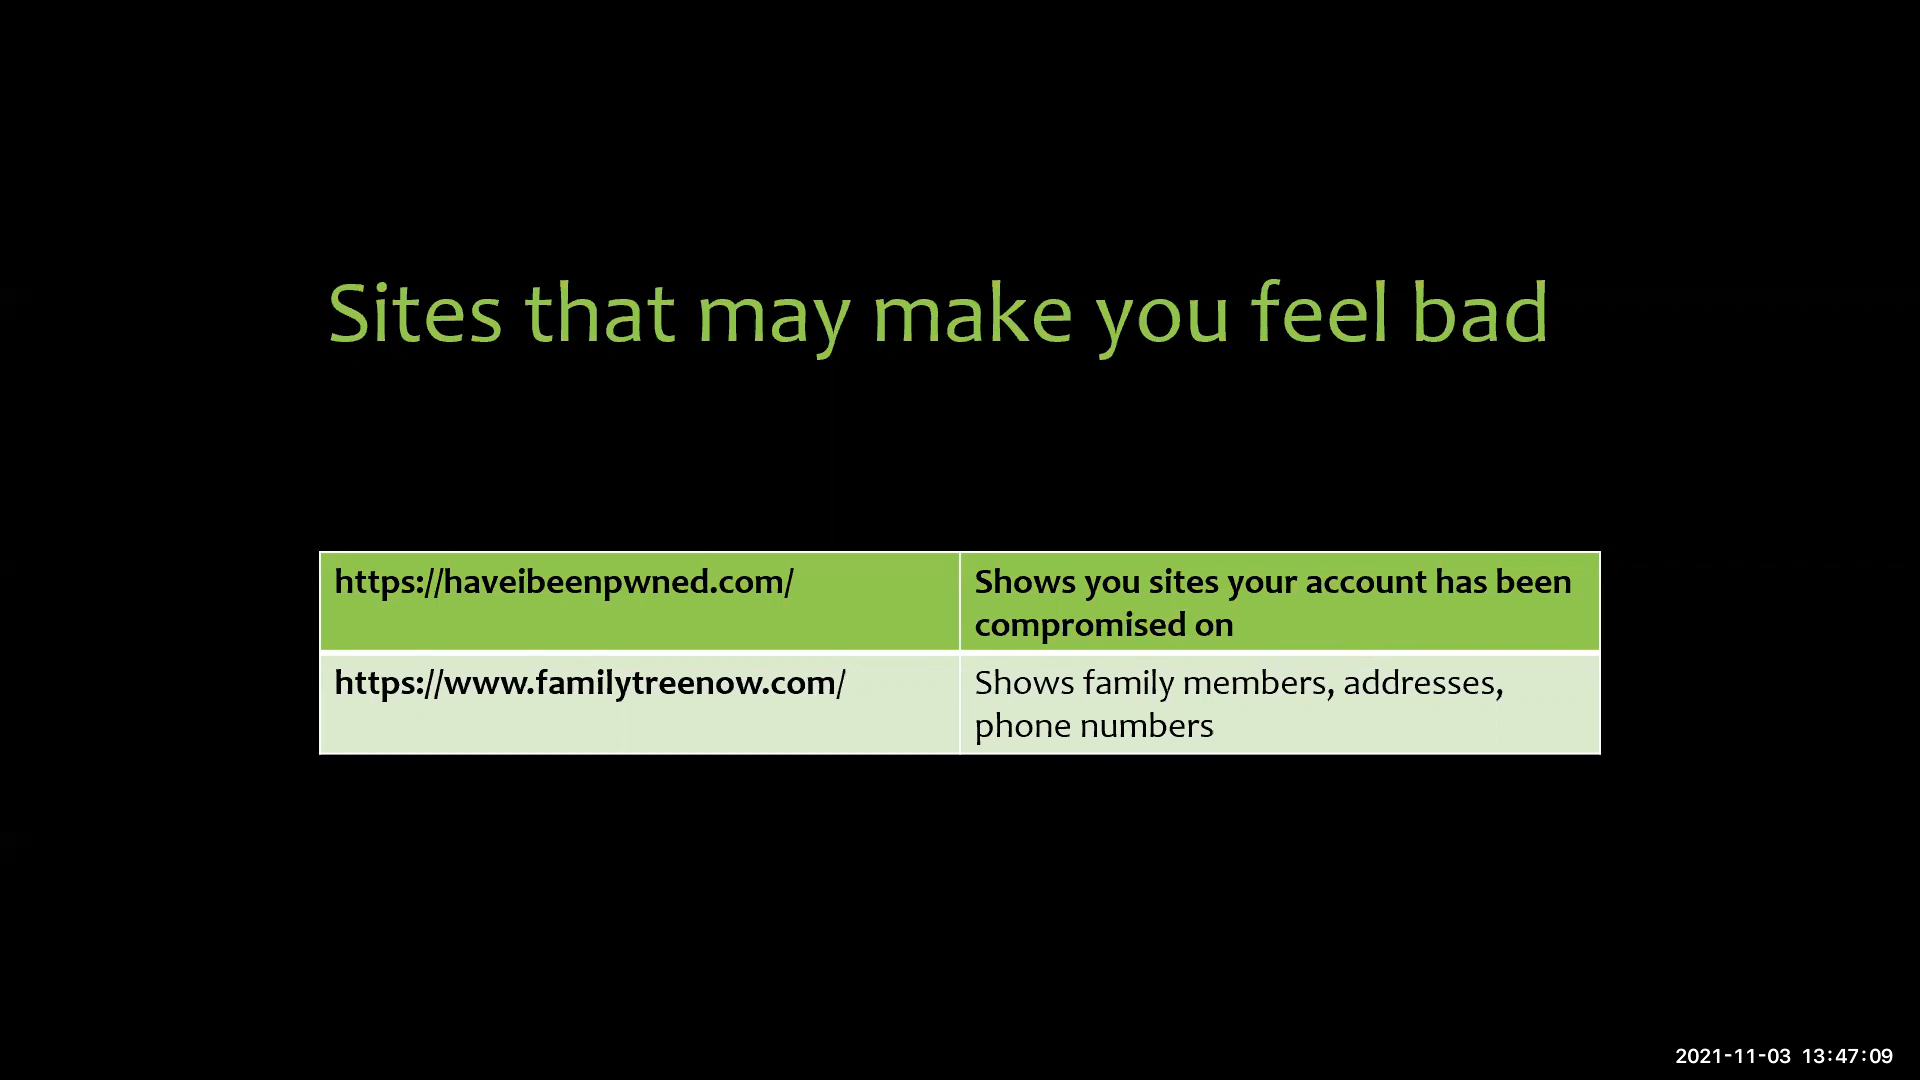 Sites that may make you feel bad
https://haveibeenpwned.com/
Shows you sites your account has been
compromised on
https://www.familytreenow.com/
Shows family members, addresses,
phone numbers
2021-11-03 13:47:09